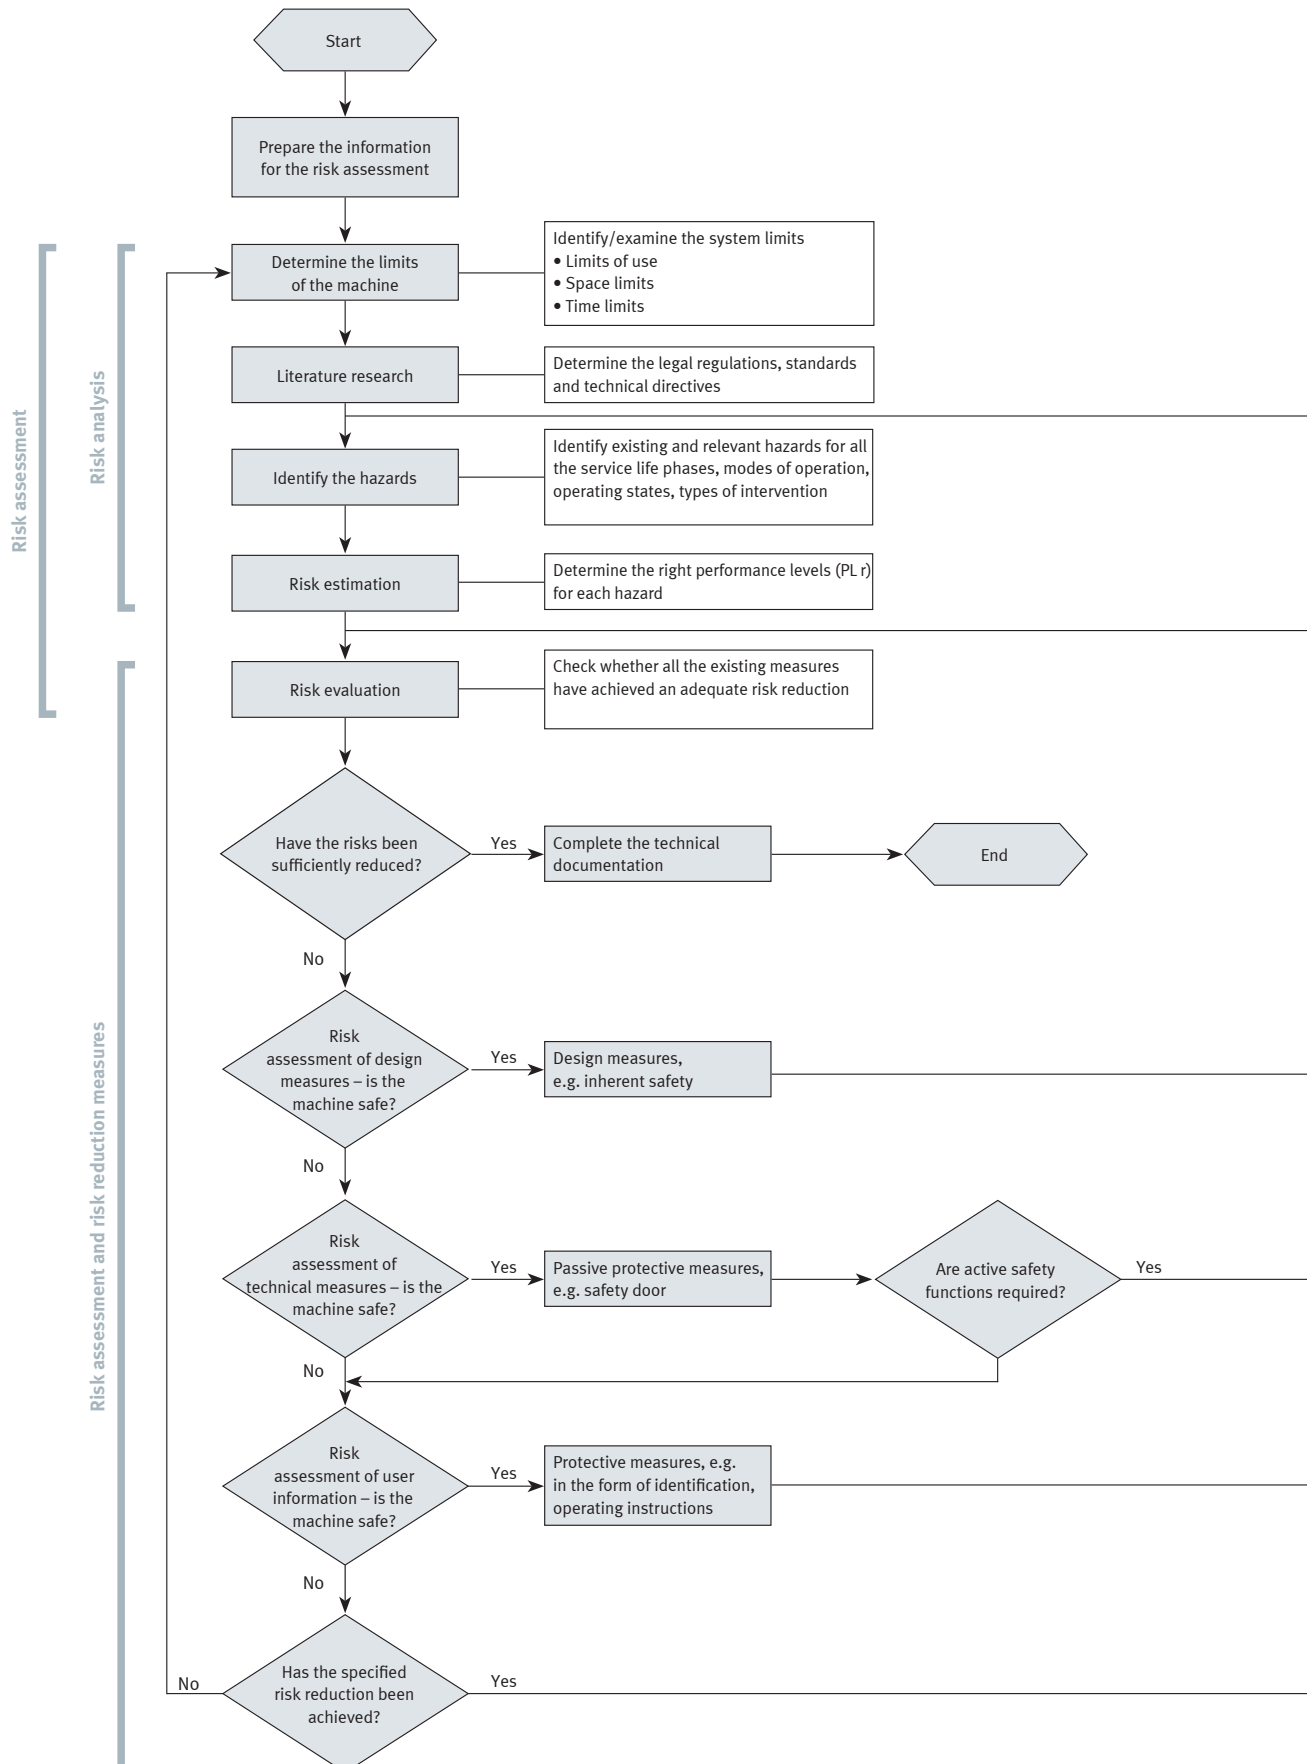 Start
Prepare the information
for the risk assessment
Determine the limits
of the machine
Identify/examine the system limits
• Limits of use
• Space limits
• Time limits
Literature research
Determine the legal regulations, standards
and technical directives
Identify the hazards
Identify existing and relevant hazards for all
the service life phases, modes of operation,
operating states, types of intervention
Risk estimation
Determine the right performance levels (PL r)
for each hazard
Risk evaluation
Check whether all the existing measures
have achieved an adequate risk reduction
Risk assessment
Risk analysis
Risk assessment and risk reduction measures
Have the risks been
sufficiently reduced?
Yes
Complete the technical
documentation
End
No
Risk
assessment of design
measures – is the
machine safe?
Yes
Design measures,
e.g. inherent safety
No
Risk
assessment of
technical measures – is the
machine safe?
Yes
Passive protective measures,
e.g. safety door
Are active safety
functions required?
Yes
No
Risk
assessment of user
information – is the
machine safe?
Yes
Protective measures, e.g.
in the form of identification,
operating instructions
No
Has the specified
risk reduction been
achieved?
No
Yes